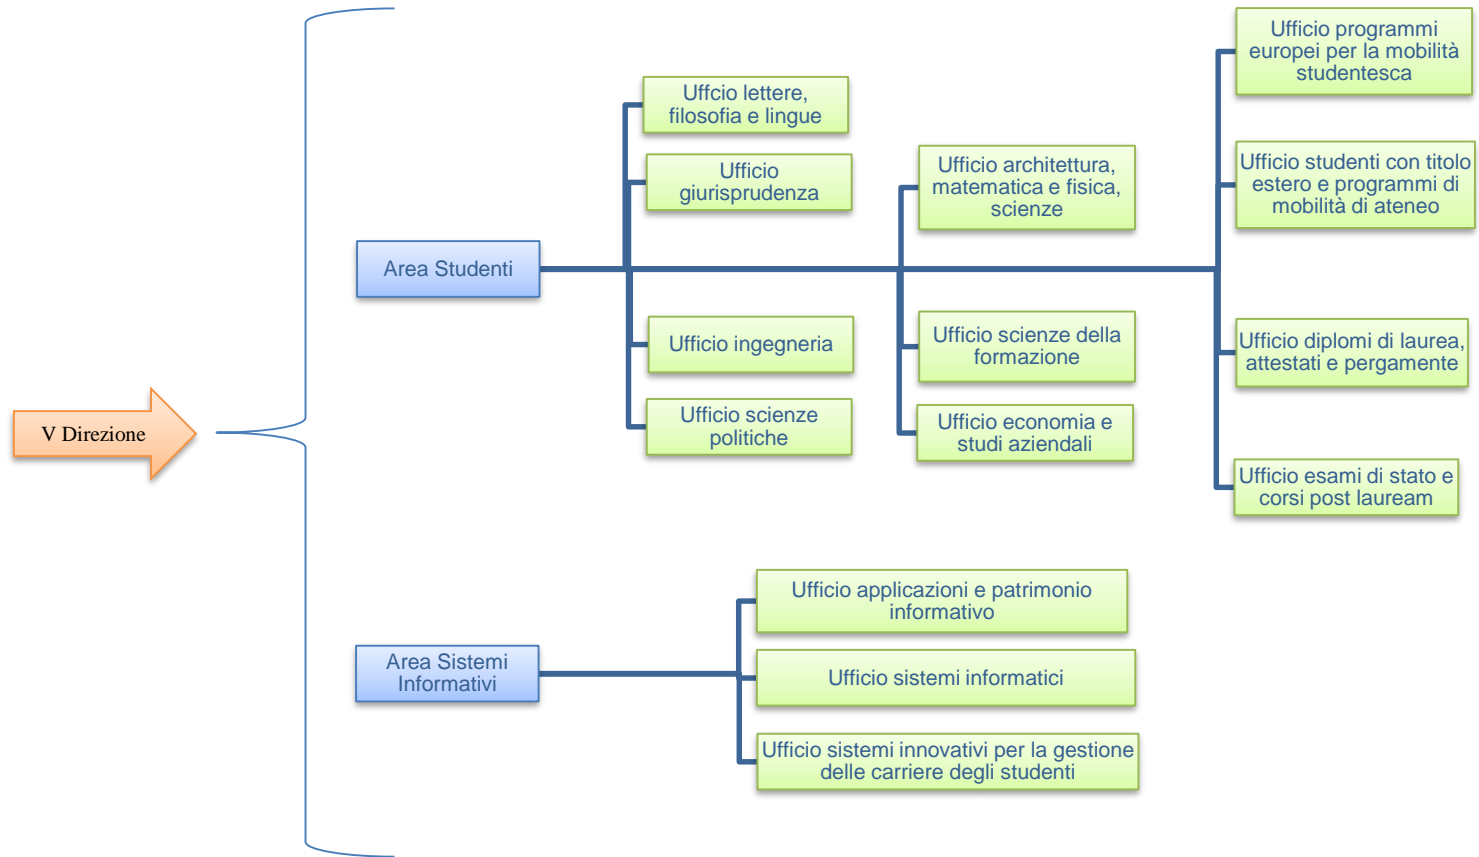 V Direzione
Area Studenti
Uffcio lettere,
filosofia e lingue
Ufficio
giurisprudenza
Ufficio ingegneria
Ufficio scienze
politiche
Ufficio architettura,
matematica e fisica,
scienze
Ufficio scienze della
formazione
Ufficio economia e
studi aziendali
Ufficio programmi
europei per la mobilità
studentesca
Ufficio studenti con titolo
estero e programmi di
mobilità di ateneo
Ufficio diplomi di laurea,
attestati e pergamente
Ufficio esami di stato e
corsi post lauream
Area Sistemi
Informativi
Ufficio applicazioni e patrimonio
informativo
Ufficio sistemi informatici
Ufficio sistemi innovativi per la gestione
delle carriere degli studenti